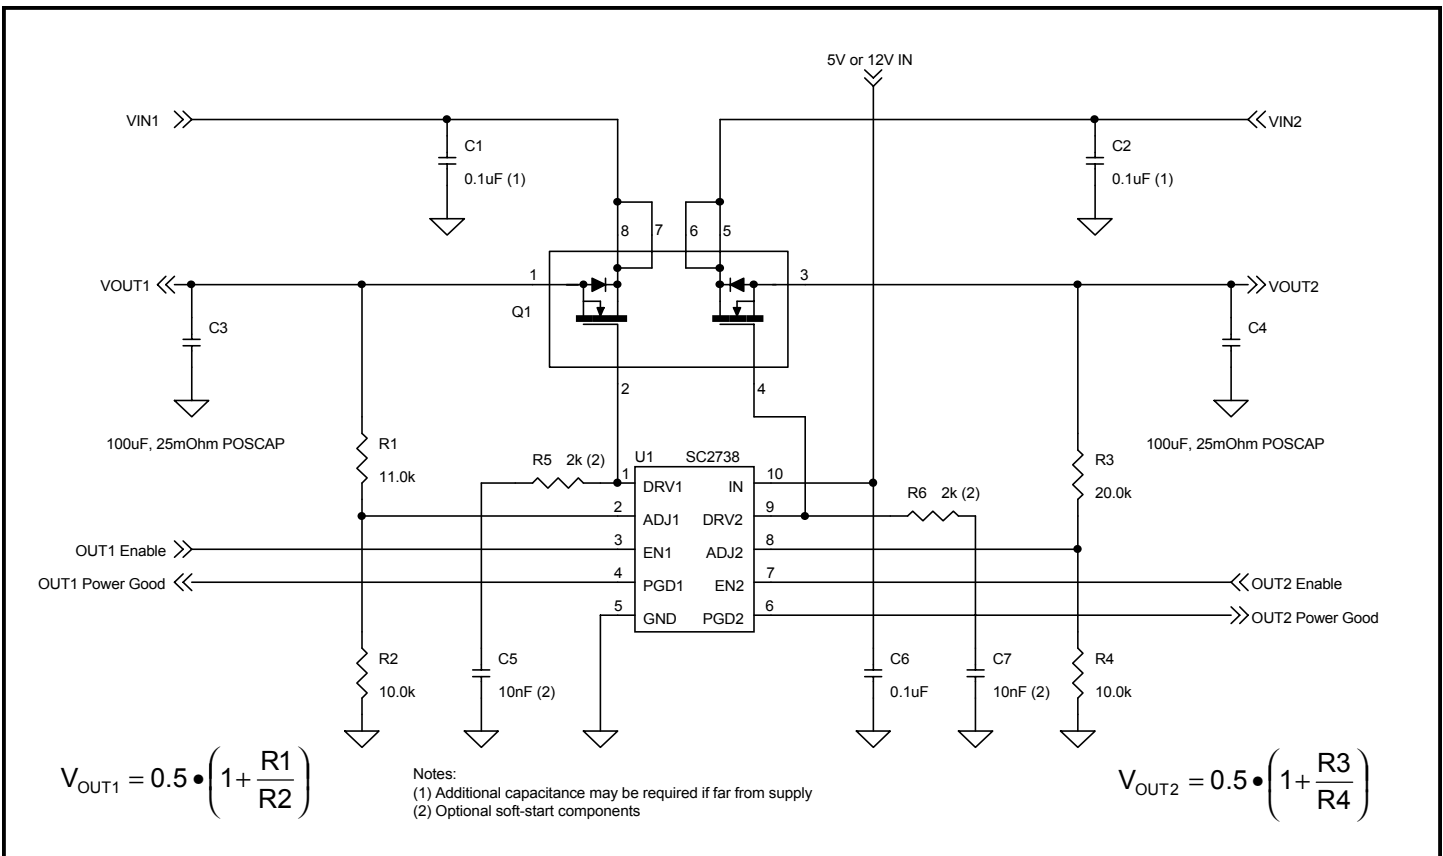 5V or 12V IN
VIN1
C1
0.1uF (1)
C2
0.1uF (1)
VIN2
8
7
6
5
VOUT1
1
3
VOUT2
Q1
C3
C4
2
4
100uF, 25mOhm POSCAP
100uF, 25mOhm POSCAP
R1
11.0k
R3
20.0k
R5 2k (2)
U1 SC2738
R6 2k (2)
1 DRV1 IN 10
2 ADJ1 DRV2 9
3 EN1 ADJ2 8
4 PGD1 EN2 7
5 GND PGD2 6
OUT1 Enable
OUT1 Power Good
OUT2 Enable
OUT2 Power Good
R2
10.0k
C5
10nF (2)
C6
0.1uF
C7
10nF (2)
R4
10.0k
VOUT1 = 0.5 • (1+ R1/R2)
Notes:
(1) Additional capacitance may be required if far from supply
(2) Optional soft-start components
VOUT2 = 0.5 • (1+ R3/R4)